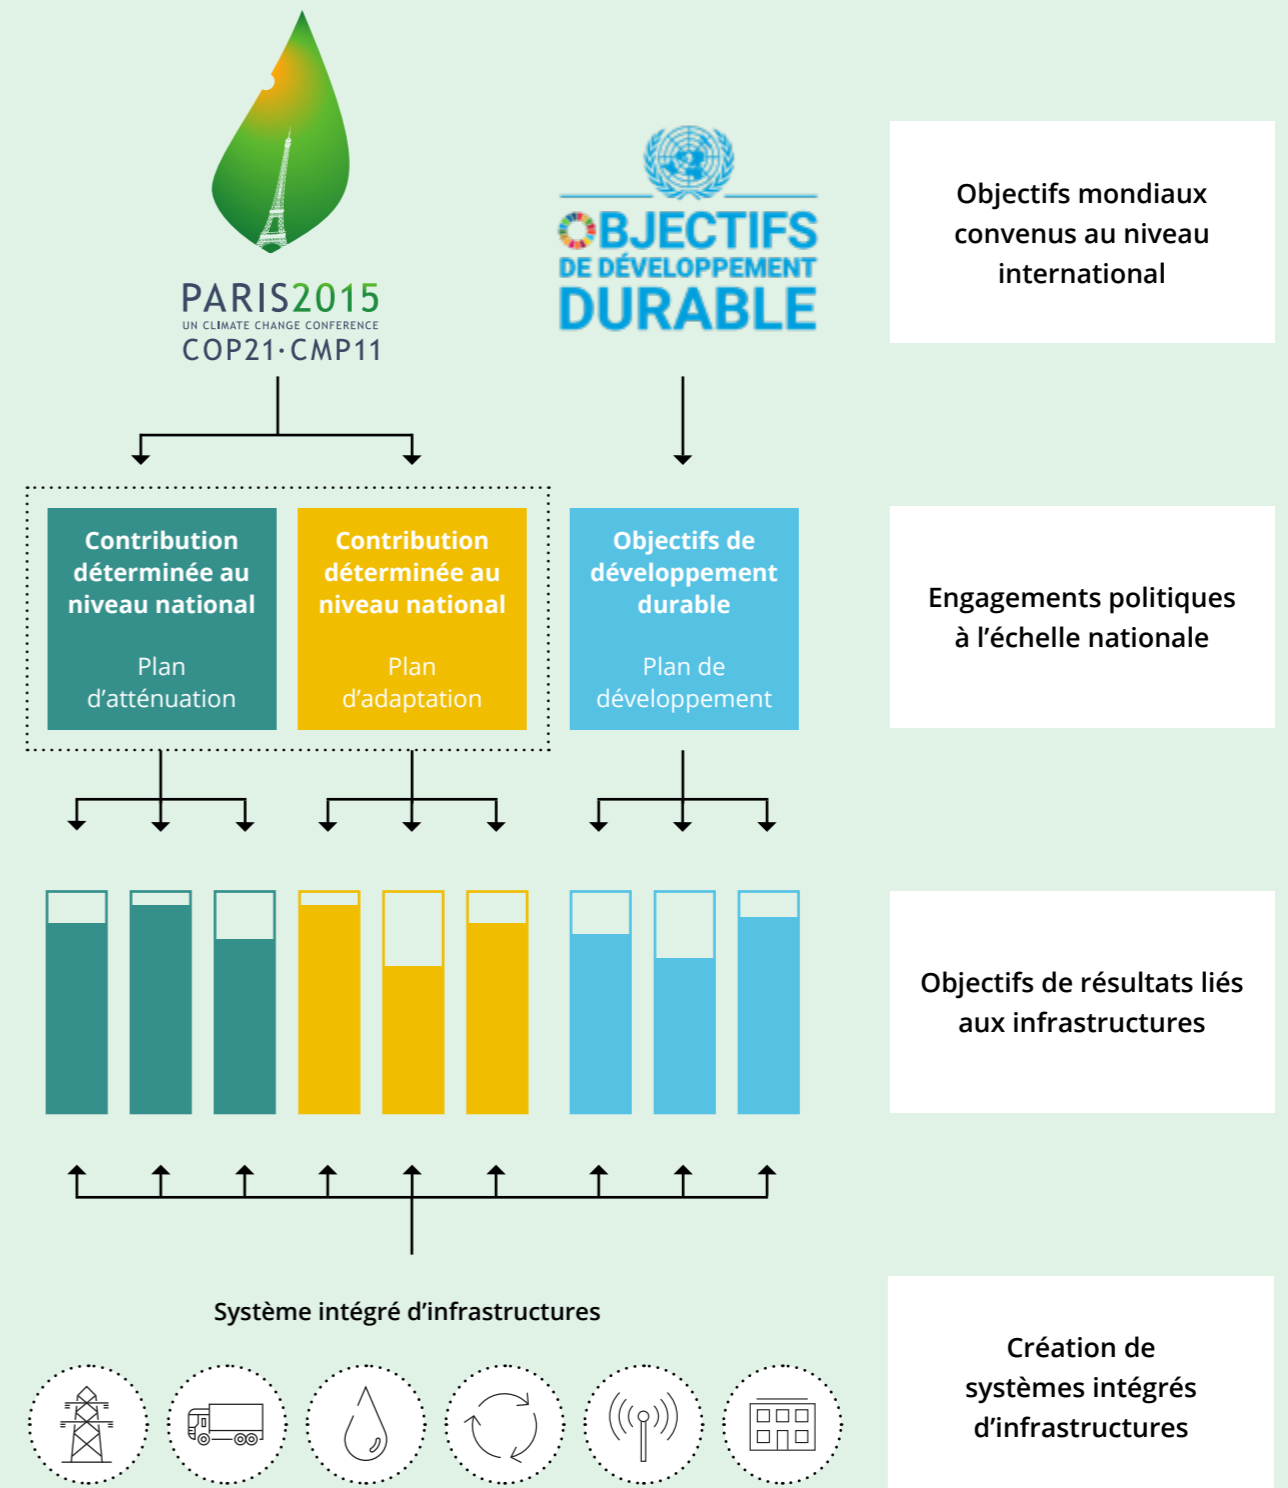 PARIS2015
UN CLIMATE CHANGE CONFERENCE
COP21·CMP11
OBJECTIFS
DE DÉVELOPPEMENT
DURABLE
Objectifs mondiaux
convenus au niveau
international
Contribution
déterminée au
niveau national
Plan
d’atténuation
Contribution
déterminée au
niveau national
Plan
d’adaptation
Objectifs de
développement
durable
Plan de
développement
Engagements politiques
à l’échelle nationale
Objectifs de résultats liés
aux infrastructures
Système intégré d’infrastructures
Création de
systèmes intégrés
d’infrastructures